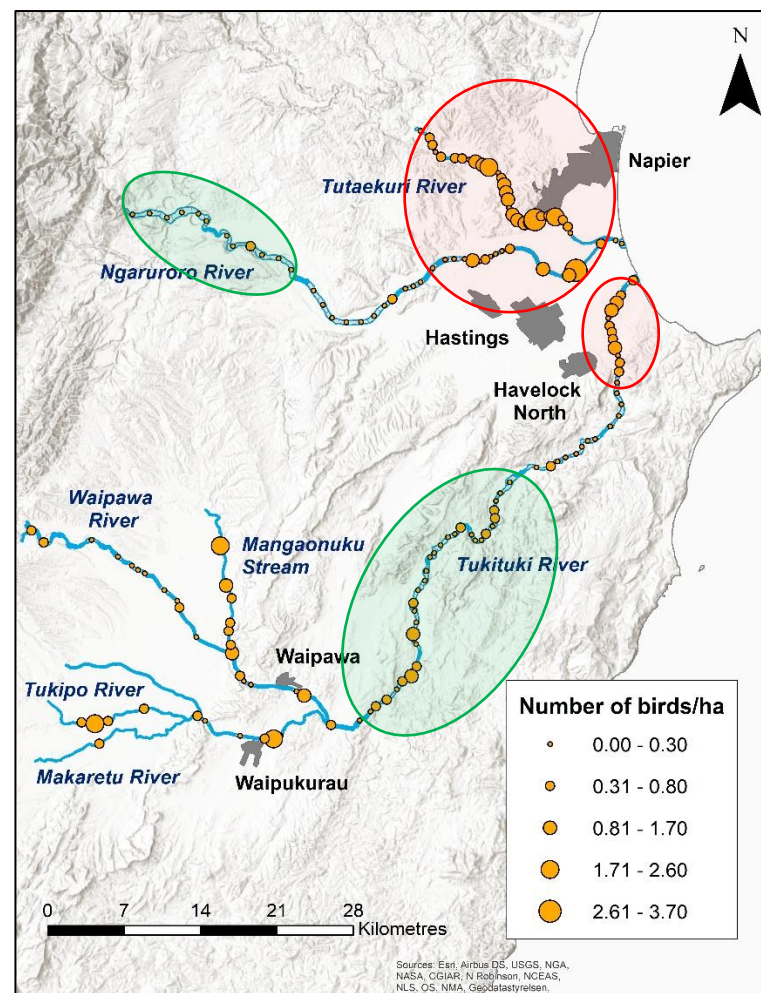 N
Napier
Tutaekuri River
Ngaruroro River
Hastings
Havelock
North
Waipawa
River
Mangaonuku
Stream
Tukituki River
Waipawa
Tukipo River
Makaretu River
Waipukurau
Number of birds/ha
0.00 - 0.30
0.31 - 0.80
0.81 - 1.70
1.71 - 2.60
2.61 - 3.70
0 7 14 21 28
Kilometres
Sources: Esri, Airbus DS, USGS, NGA,
NASA, CGIAR, N Robinson, NCEAS,
NLS, OS, NMA, Geodatastyrelsen,